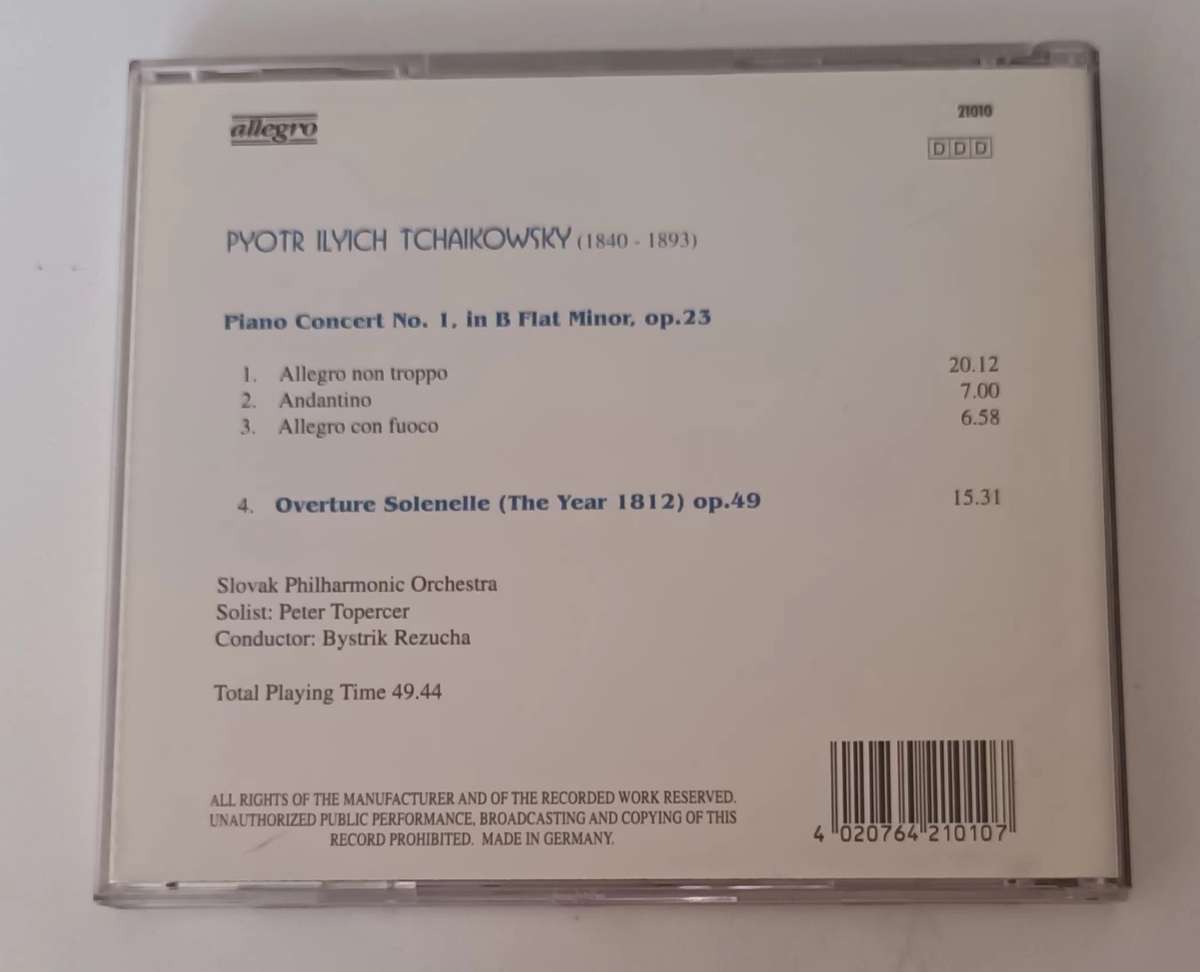 allegro
21010
DDD
PYOTR ILYICH TCHAIKOWSKY (1840 - 1893)
Piano Concert No. 1, in B Flat Minor, op.23
1. Allegro non troppo 20.12
2. Andantino 7.00
3. Allegro con fuoco 6.58
4. Overture Solenelle (The Year 1812) op.49 15.31
Slovak Philharmonic Orchestra
Solist: Peter Topercer
Conductor: Bystrik Rezucha
Total Playing Time 49.44
ALL RIGHTS OF THE MANUFACTURER AND OF THE RECORDED WORK RESERVED.
UNAUTHORIZED PUBLIC PERFORMANCE, BROADCASTING AND COPYING OF THIS
RECORD PROHIBITED. MADE IN GERMANY.
4 020764 210107